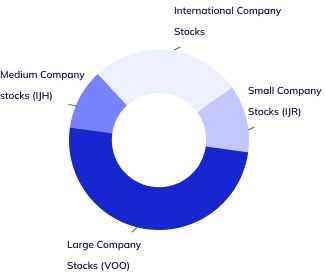 International Company
Stocks
Medium Company
stocks (IJH)
Small Company
Stocks (IJR)
Large Company
Stocks (VOO)